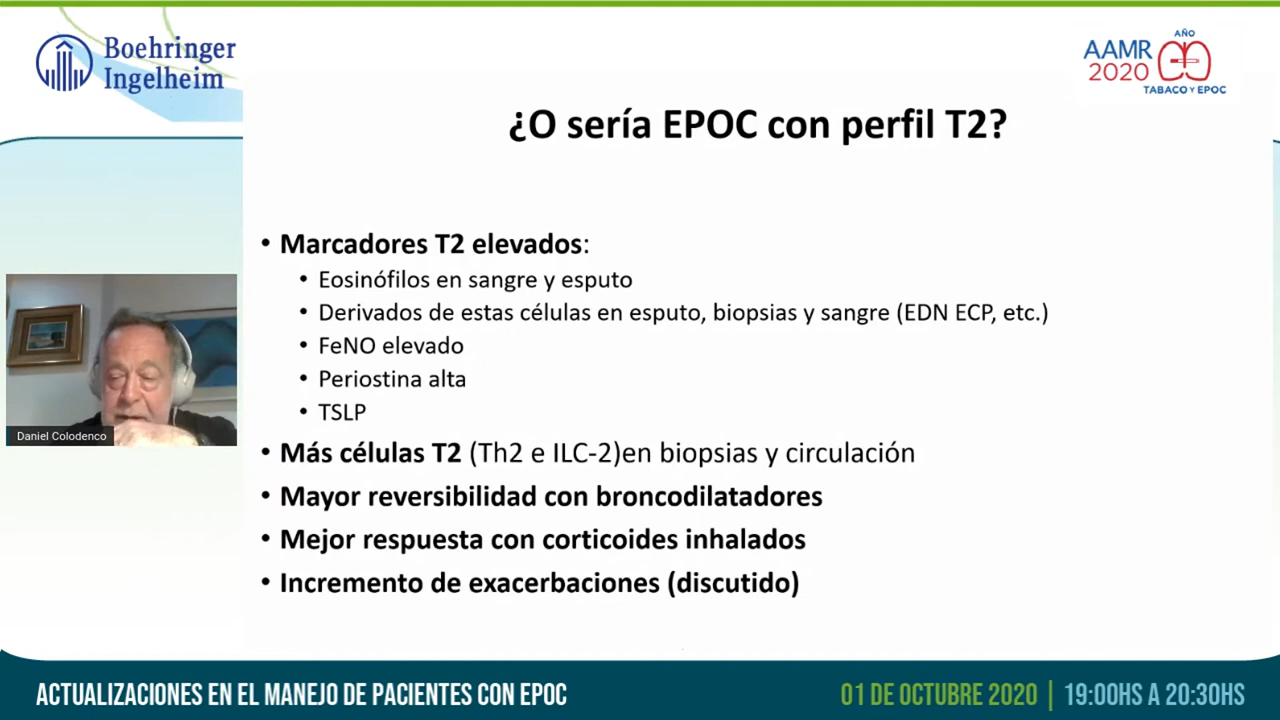 Boehringer
Ingelheim
AÑO
AAMR
2020
TABACO Y EPOC
¿O sería EPOC con perfil T2?
• Marcadores T2 elevados:
• Eosinófilos en sangre y esputo
• Derivados de estas células en esputo, biopsias y sangre (EDN ECP, etc.)
• FeNO elevado
• Periostina alta
• TSLP
• Más células T2 (Th2 e ILC-2)en biopsias y circulación
• Mayor reversibilidad con broncodilatadores
• Mejor respuesta con corticoides inhalados
• Incremento de exacerbaciones (discutido)
Daniel Colodenco
ACTUALIZACIONES EN EL MANEJO DE PACIENTES CON EPOC
01 DE OCTUBRE 2020 | 19:00HS A 20:30HS